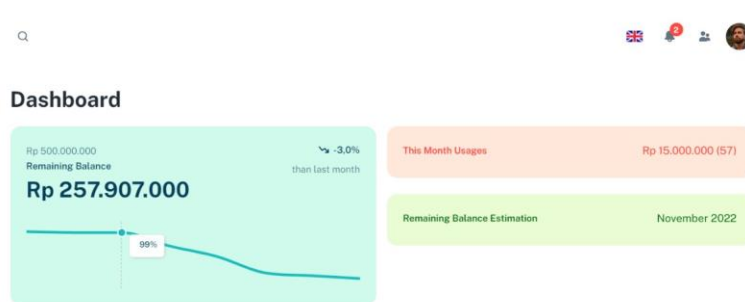 2
Dashboard
Rp 500.000.000
-3.0%
Remaining Balance
than last month
Rp 257.907.000
99%
This Month Usages
Rp 15.000.000 (57)
Remaining Balance Estimation
November 2022